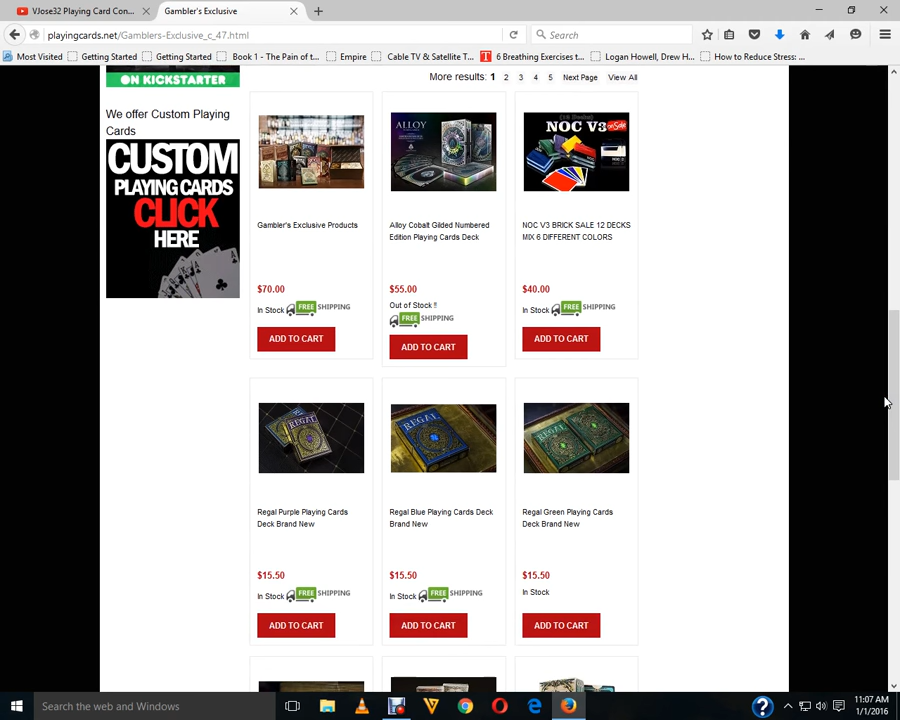 VJose32 Playing Card Con...
Gambler's Exclusive
playingcards.net/Gamblers-Exclusive_c_47.html
Search
Most Visited
Getting Started
Getting Started
Book 1 - The Pain of t...
Empire
Cable TV & Satellite T...
6 Breathing Exercises t...
Logan Howell, Drew H...
How to Reduce Stress: ...
ON KICKSTARTER
More results: 1 2 3 4 5 Next Page View All
We offer Custom Playing
Cards
CUSTOM
PLAYING CARDS
CLICK
HERE
ALLOY
NOC V3
Gambler's Exclusive Products
Alloy Cobalt Gilded Numbered
Edition Playing Cards Deck
NOC V3 BRICK SALE 12 DECKS
MIX 6 DIFFERENT COLORS
$70.00
$55.00
$40.00
In Stock FREE SHIPPING
Out of Stock !!
FREE SHIPPING
In Stock FREE SHIPPING
ADD TO CART
ADD TO CART
ADD TO CART
REGAL
REGAL
REGAL
Regal Purple Playing Cards
Deck Brand New
Regal Blue Playing Cards Deck
Brand New
Regal Green Playing Cards
Deck Brand New
$15.50
$15.50
$15.50
In Stock FREE SHIPPING
In Stock FREE SHIPPING
In Stock
ADD TO CART
ADD TO CART
ADD TO CART
Search the web and Windows
11:07 AM
1/1/2016